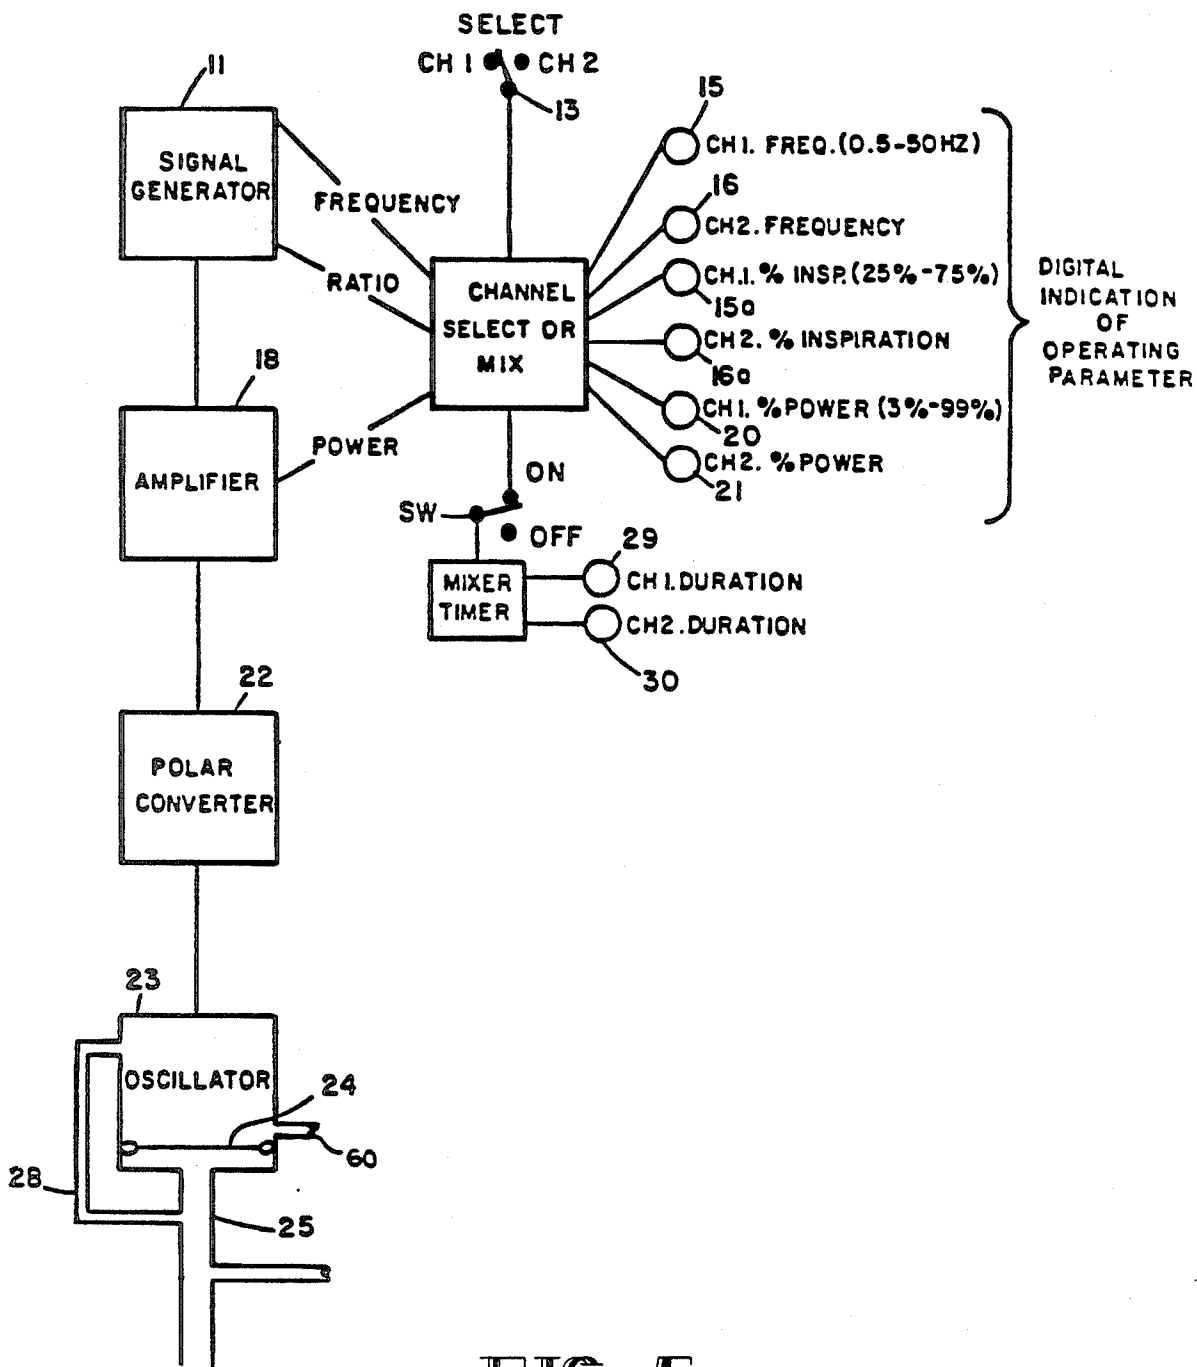 SELECT
CH 1 CH 2
13
11
SIGNAL
GENERATOR
FREQUENCY
RATIO
POWER
CHANNEL
SELECT OR
MIX
15
CH 1. FREQ. (0.5-50HZ)
16
CH2. FREQUENCY
CH.1. % INSP. (25%-75%)
15a
CH2. % INSPIRATION
16a
CH1. %POWER (3%-99%)
20
CH2. %POWER
21
DIGITAL
INDICATION
OF
OPERATING
PARAMETER
18
AMPLIFIER
ON
SW
OFF
MIXER
TIMER
29
CH 1. DURATION
CH2. DURATION
30
22
POLAR
CONVERTER
23
OSCILLATOR
24
60
28
25